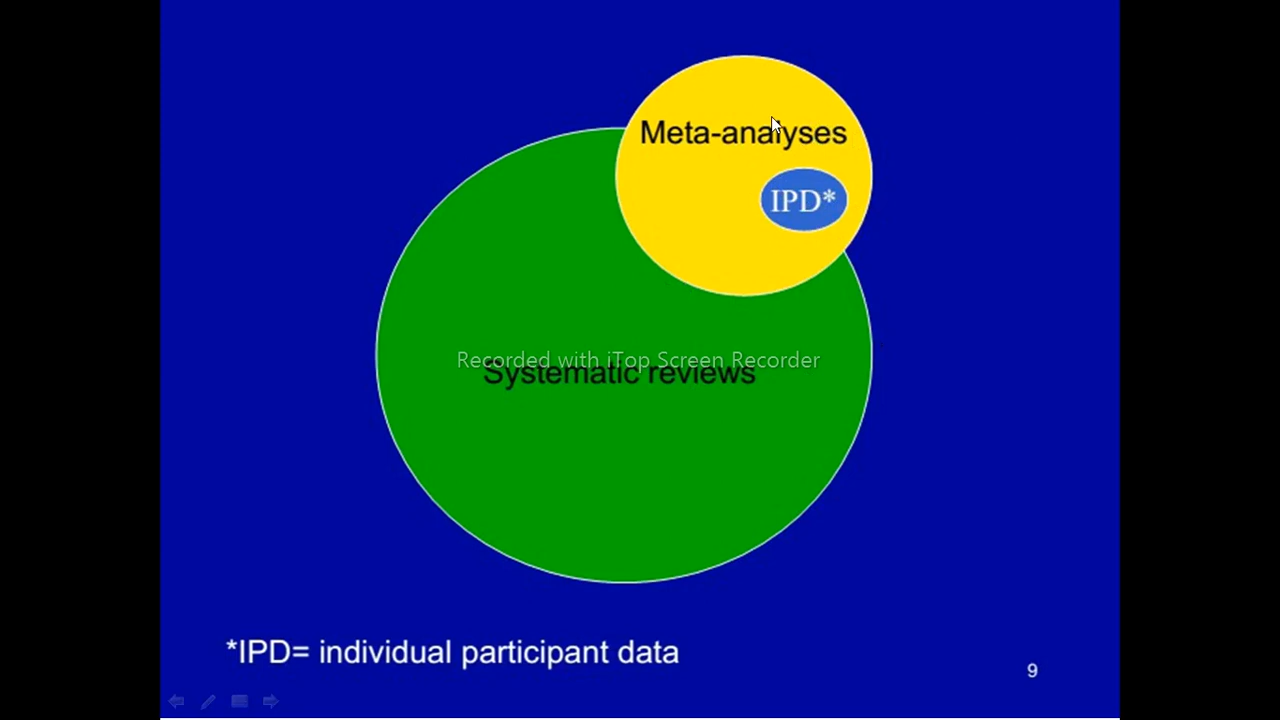 Meta-analyses
IPD*
Recorded with iTop Screen Recorder
Systematic reviews
*IPD= individual participant data
9